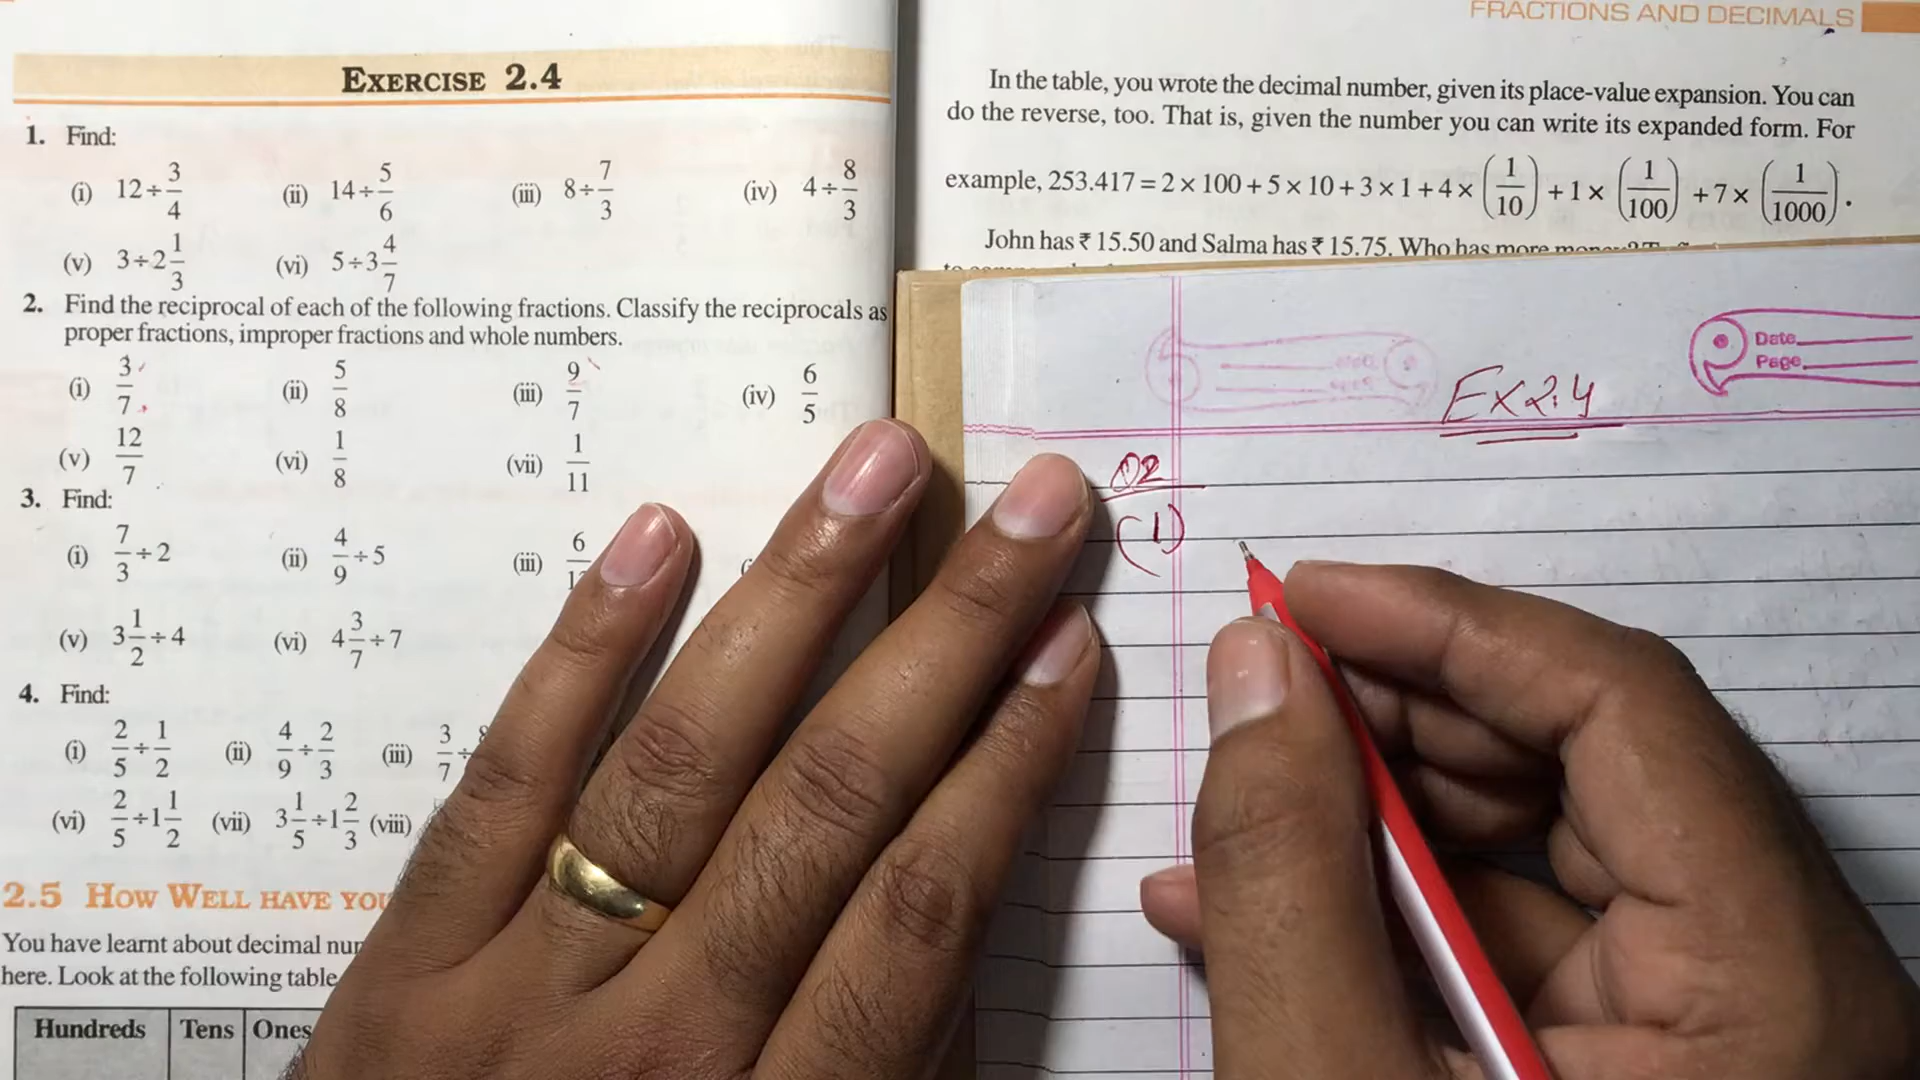 EXERCISE 2.4
1. Find:
(i) 12 ÷ 3/4 (ii) 14 ÷ 5/6 (iii) 8 ÷ 7/3 (iv) 4 ÷ 8/3
(v) 3 ÷ 2 1/3 (vi) 5 ÷ 3 4/7
2. Find the reciprocal of each of the following fractions. Classify the reciprocals as
proper fractions, improper fractions and whole numbers.
(i) 3/7 (ii) 5/8 (iii) 9/7 (iv) 6/5
(v) 12/7 (vi) 1/8 (vii) 1/11
3. Find:
(i) 7/3 ÷ 2 (ii) 4/9 ÷ 5 (iii) 6
(v) 3 1/2 ÷ 4 (vi) 4 3/7 ÷ 7
4. Find:
(i) 2/5 ÷ 1/2 (ii) 4/9 ÷ 2/3 (iii) 3/7 ÷
(vi) 2/5 ÷ 1 1/2 (vii) 3 1/5 ÷ 1 2/3 (viii)
2.5 HOW WELL HAVE YOU
You have learnt about decimal
here. Look at the following table
Hundreds Tens Ones
FRACTIONS AND DECIMALS
In the table, you wrote the decimal number, given its place-value expansion. You can
do the reverse, too. That is, given the number you can write its expanded form. For
example, 253.417 = 2 × 100 + 5 × 10 + 3 × 1 + 4 × (1/10) + 1 × (1/100) + 7 × (1/1000).
John has ₹ 15.50 and Salma has ₹ 15.75. Who has more
Date
Page
Ex 2.4
Q2
(1)